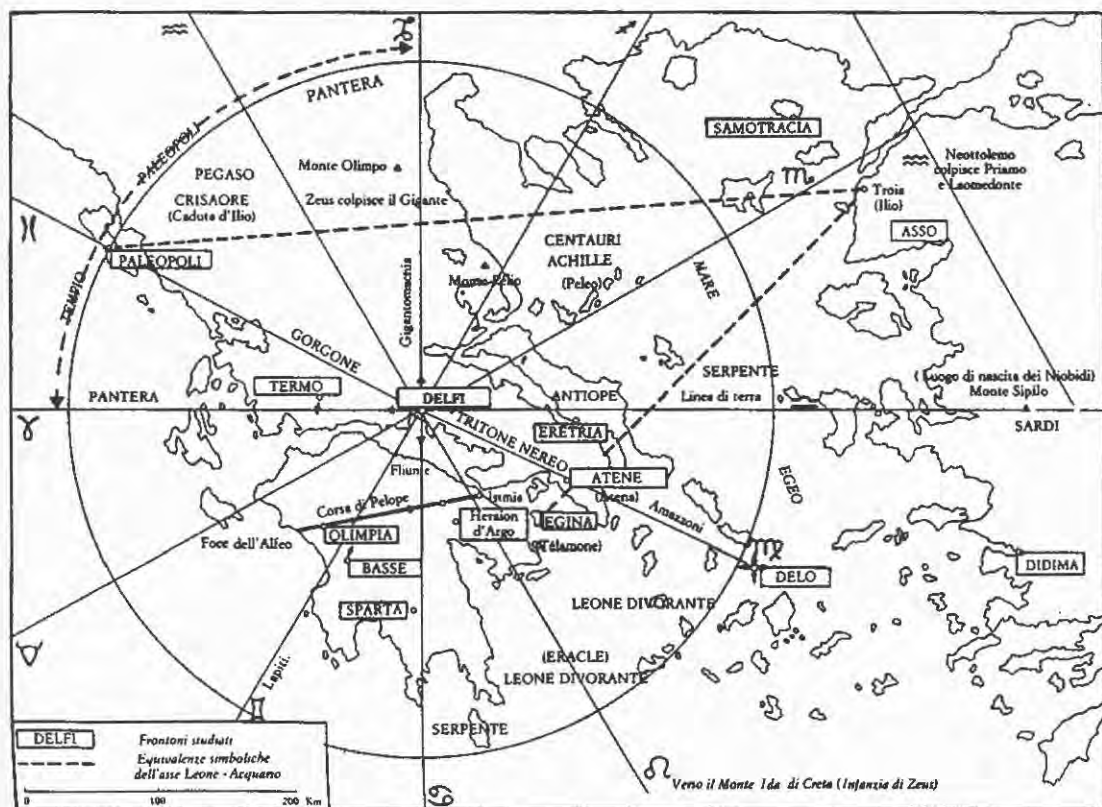 PANTERA
PALEOPOLI
SAMOTRACIA
PEGASO
Monte Olimpo
Neottolemo
colpisce Priamo
e Laomedonte
CRISAORE
(Caduta d'Ilio)
Zeus colpisce il Gigante
Troia
(Ilio)
ASSO
PALEOPOLI
CENTAURI
ACHILLE
(Peleo)
MARE
Monte Pelio
TEMPIO
Gigantomachia
GORGONE
SERPENTE
TERMO
DELFI
(Luogo di nascita dei Niobidi)
Monte Sipilo
PANTERA
ANTIOPE
Linea di terra
SARDI
TRITONE NEREO
ERETRIA
Fliunte
ATENE
(Atena)
EGEO
Istmia
Corsa di Pelope
Amazzoni
Heraion
d'Argo
EGINA
(Telamone)
Foce dell'Alfeo
OLIMPIA
BASSE
DELO
DIDIMA
SPARTA
LEONE DIVORANTE
(ERACLE)
LEONE DIVORANTE
Lapiti.
SERPENTE
DELFI
Frontoni studiati
Equivalenze simboliche
dell'asse Leone - Acquario
0 100 200 Km
Verso il Monte Ida di Creta (Infanzia di Zeus)